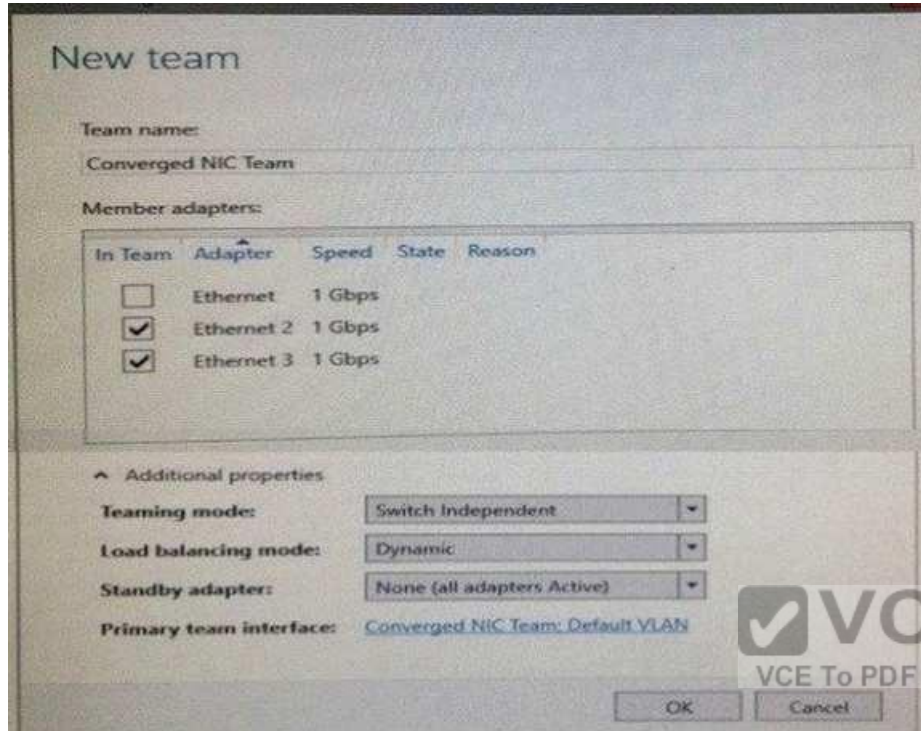 New team
Team name:
Converged NIC Team
Member adapters:
In Team Adapter Speed State Reason
Ethernet 1 Gbps
Ethernet 2 1 Gbps
Ethernet 3 1 Gbps
Additional properties
Teaming mode: Switch Independent
Load balancing mode: Dynamic
Standby adapter: None (all adapters Active)
Primary team interface: Converged NIC Team: Default VLAN
VC
VCE To PDF
OK Cancel